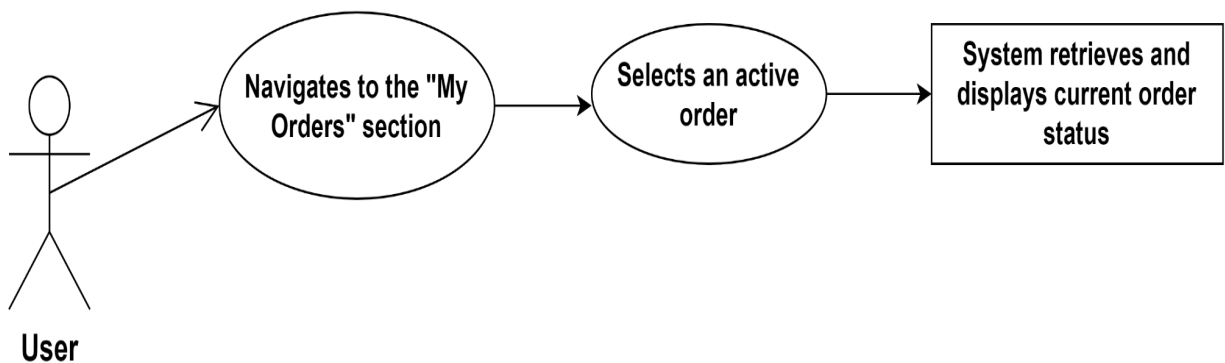 Navigates to the "My
Orders" section
Selects an active
order
System retrieves and
displays current order
status
User